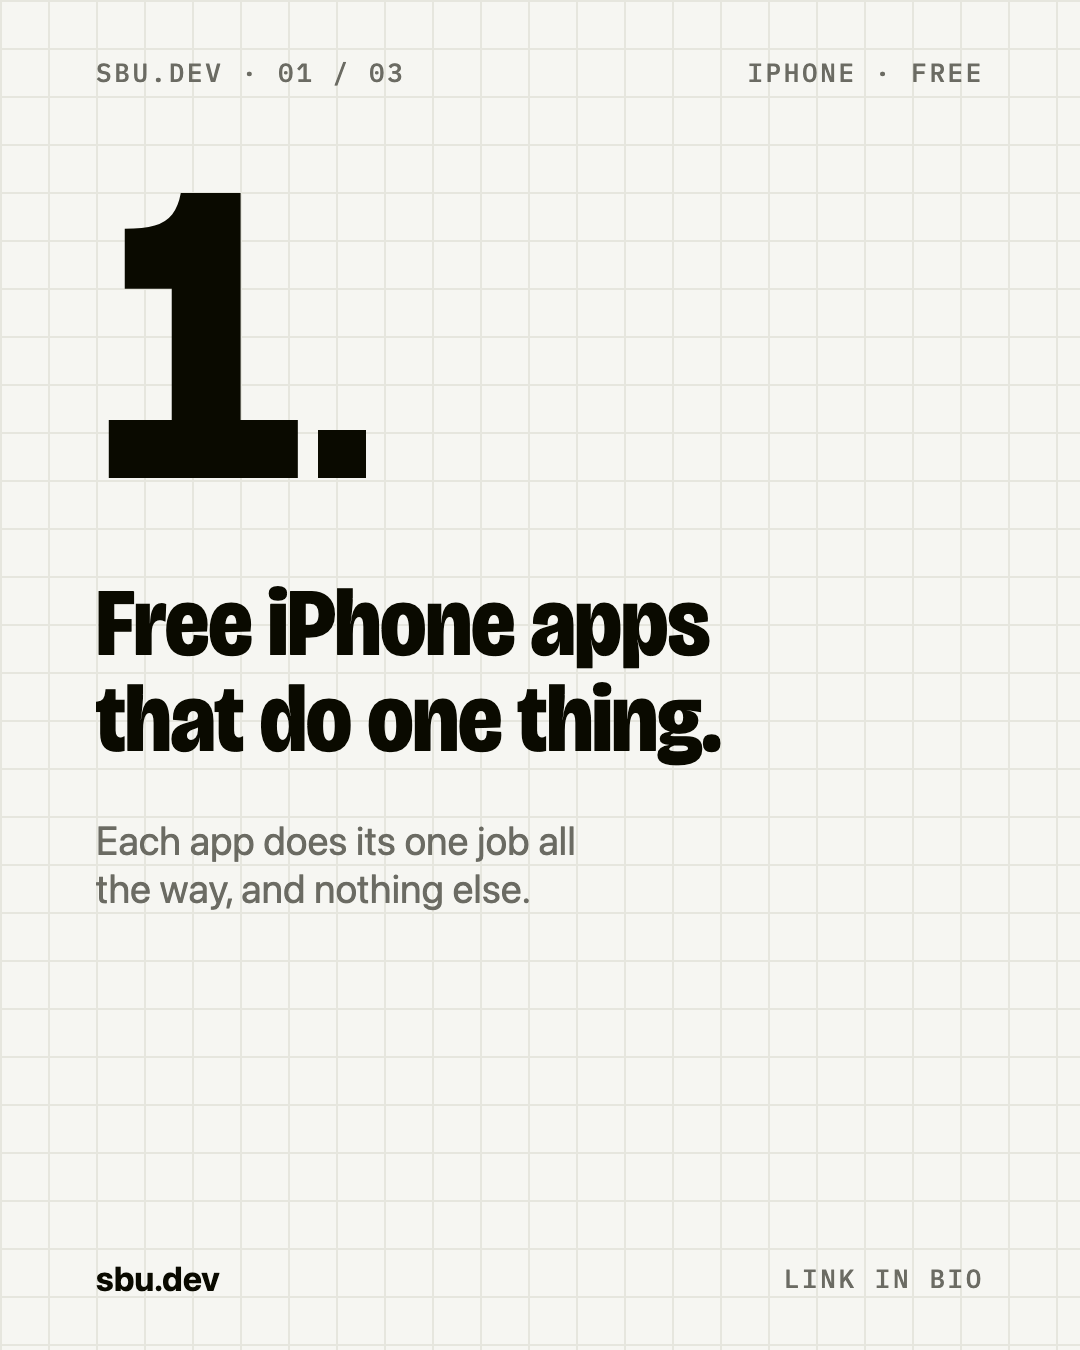 SBU.DEV · 01 / 03
IPHONE · FREE
1.
Free iPhone apps
that do one thing.
Each app does its one job all
the way, and nothing else.
sbu.dev
LINK IN BIO